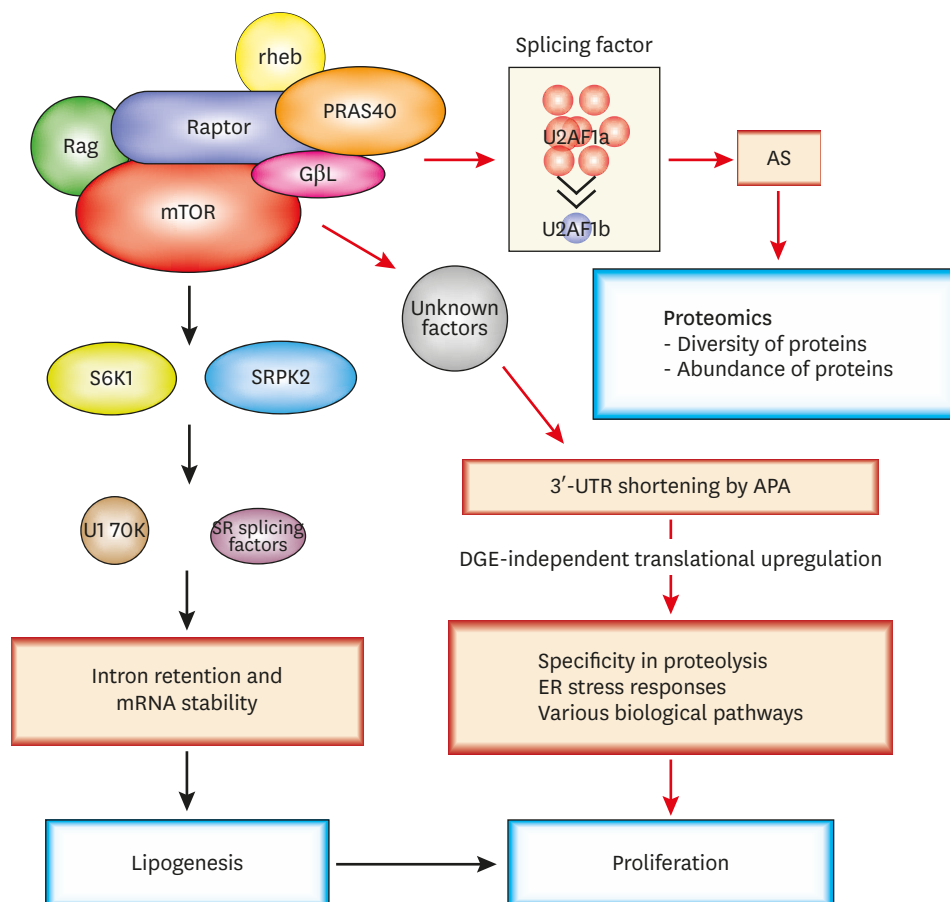 rheb
Splicing factor
PRAS40
Raptor
Rag
U2AF1a
AS
GβL
mTOR
U2AF1b
Unknown
factors
Proteomics
- Diversity of proteins
- Abundance of proteins
S6K1
SRPK2
3′-UTR shortening by APA
U1 70K
SR splicing
factors
DGE-independent translational upregulation
Intron retention and
mRNA stability
Specificity in proteolysis
ER stress responses
Various biological pathways
Lipogenesis
Proliferation